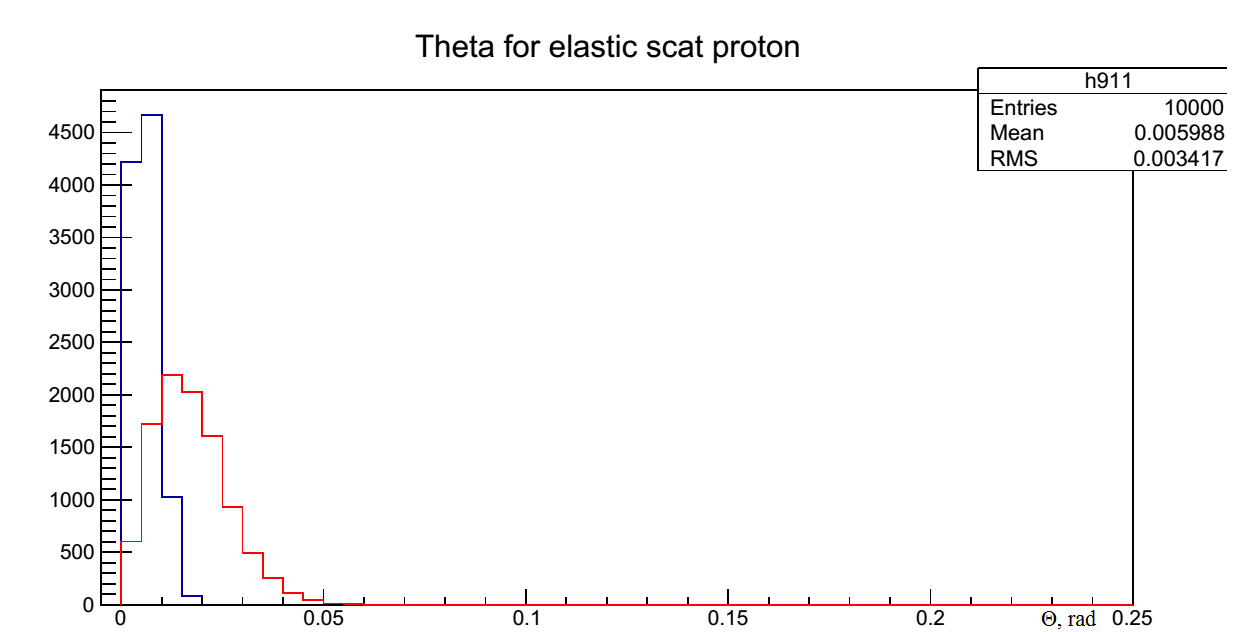 Theta for elastic scat proton
h911
Entries 10000
Mean 0.005988
RMS 0.003417
4500
4000
3500
3000
2500
2000
1500
1000
500
0
0 0.05 0.1 0.15 0.2 Θ, rad 0.25